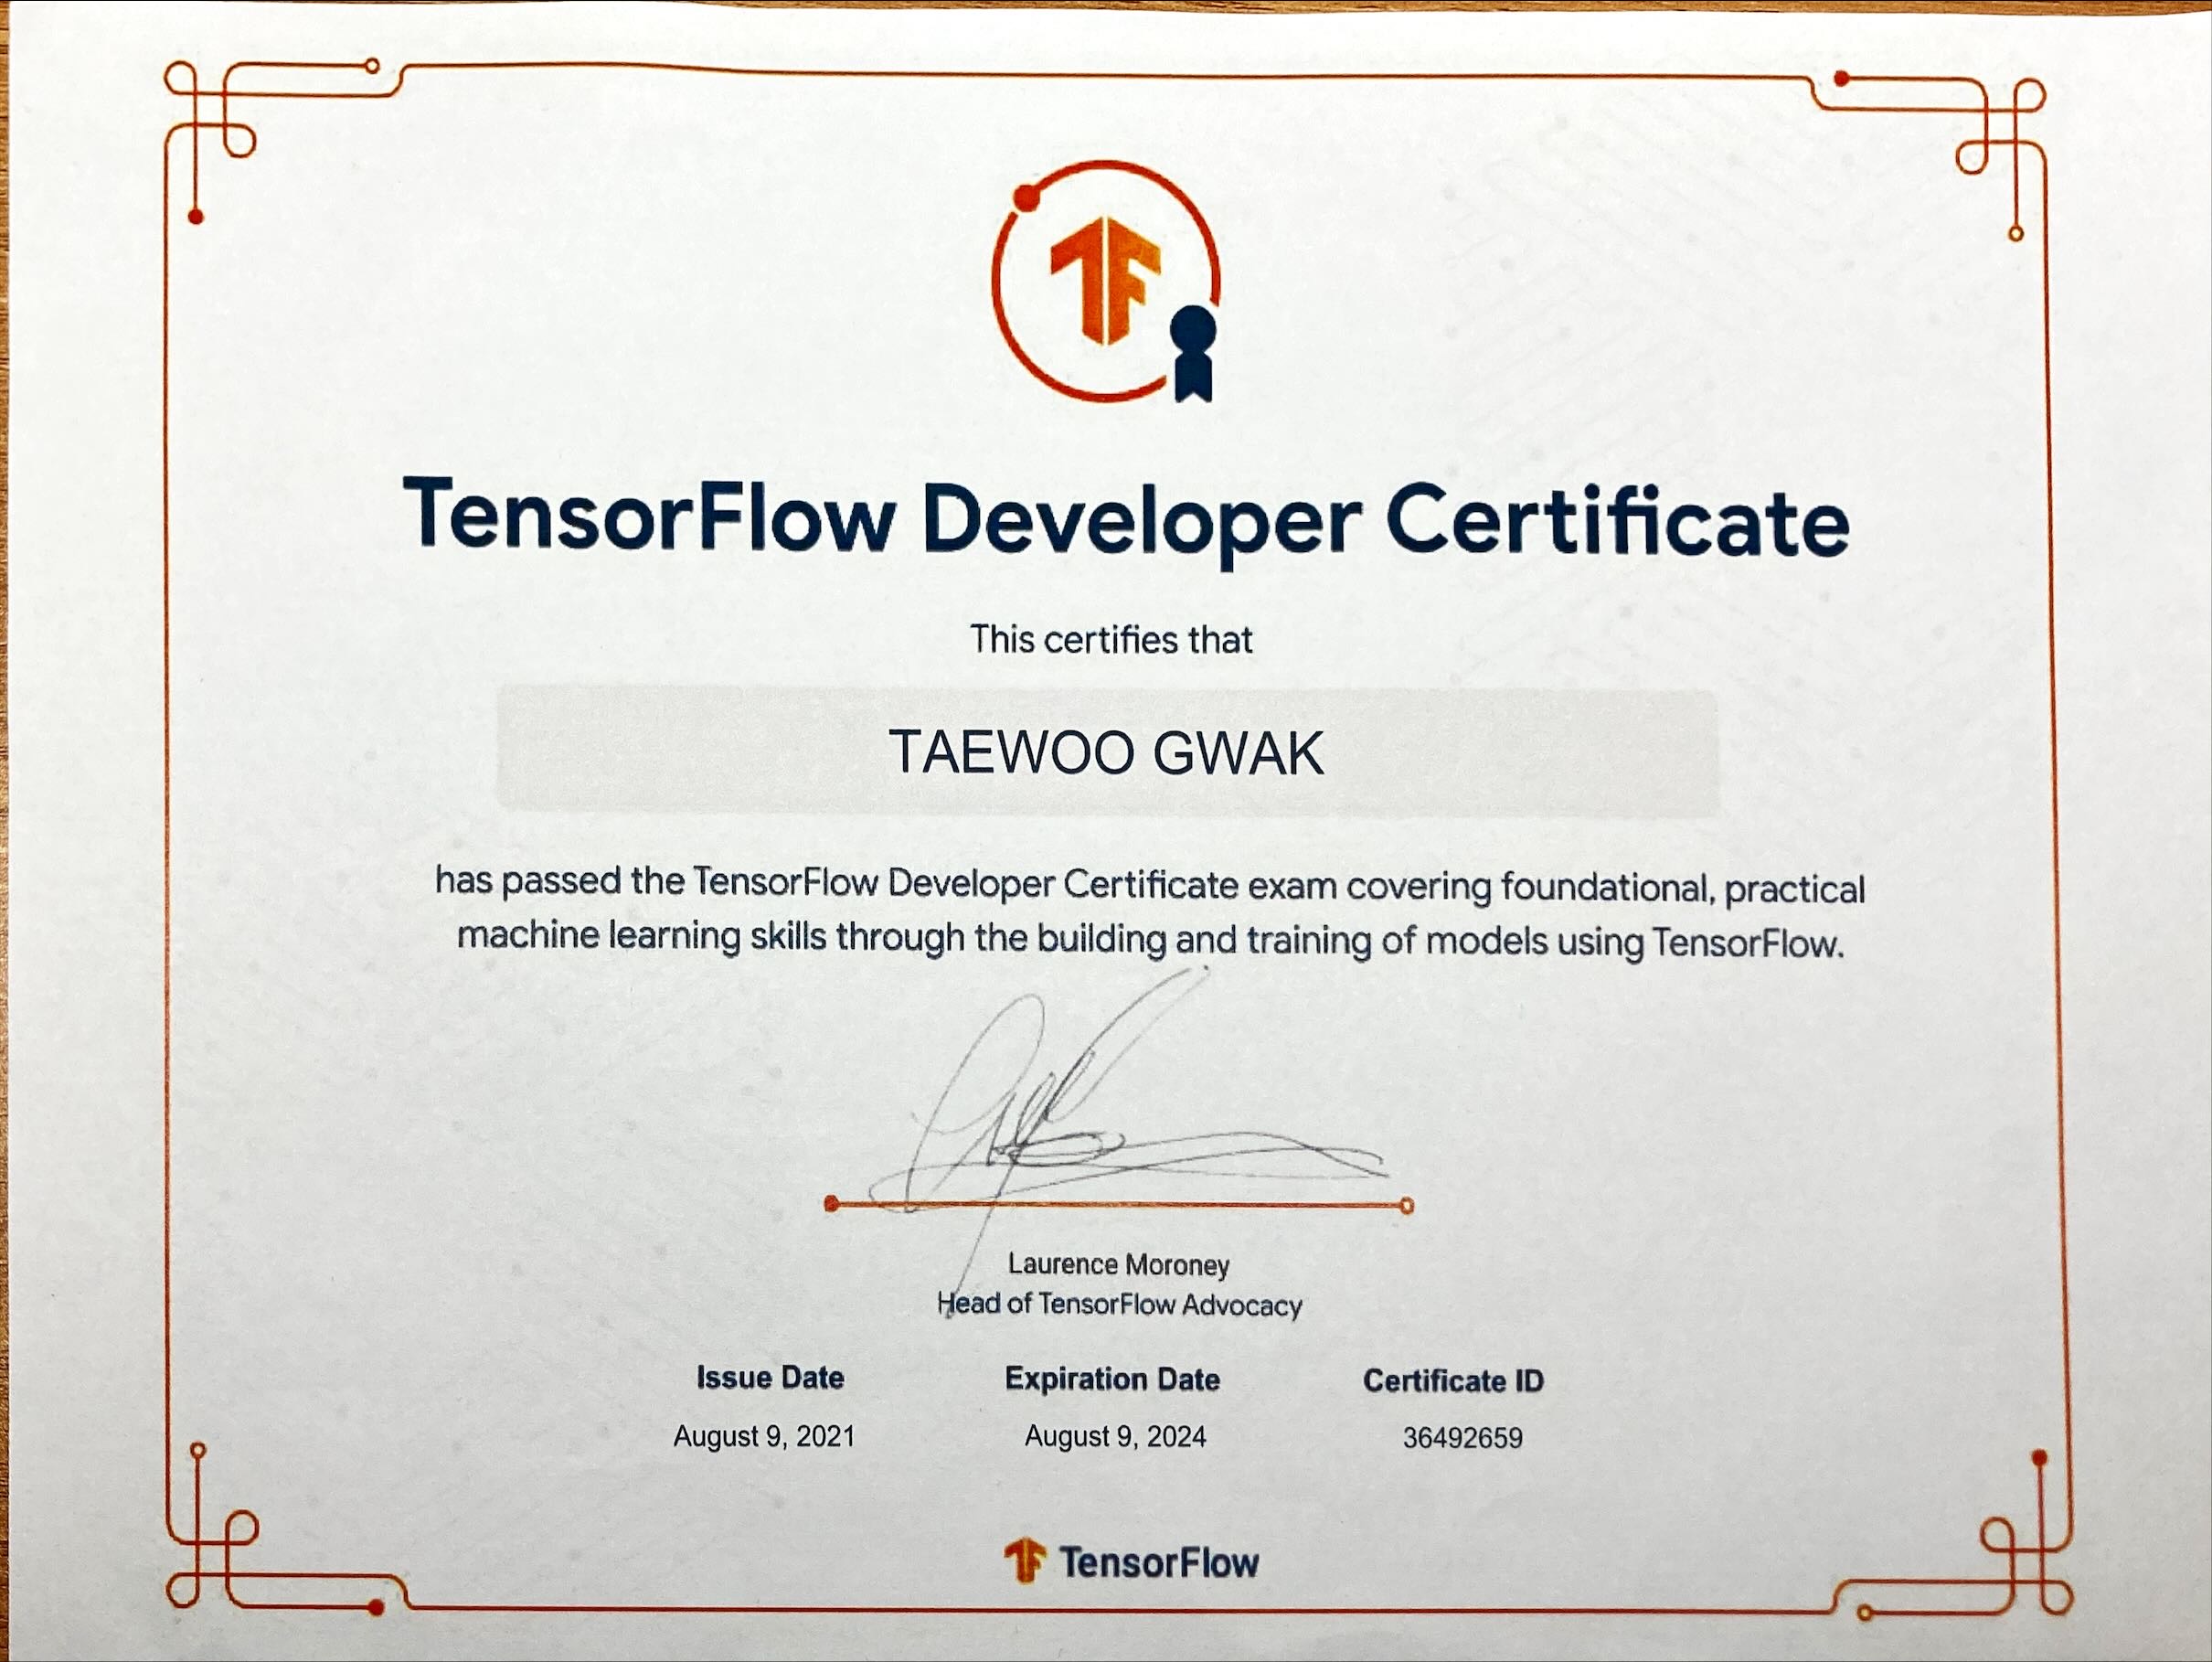 TF
TensorFlow Developer Certificate
This certifies that
TAEWOO GWAK
has passed the TensorFlow Developer Certificate exam covering foundational, practical
machine learning skills through the building and training of models using TensorFlow.
Laurence Moroney
Head of TensorFlow Advocacy
Issue Date Expiration Date Certificate ID
August 9, 2021 August 9, 2024 36492659
TensorFlow